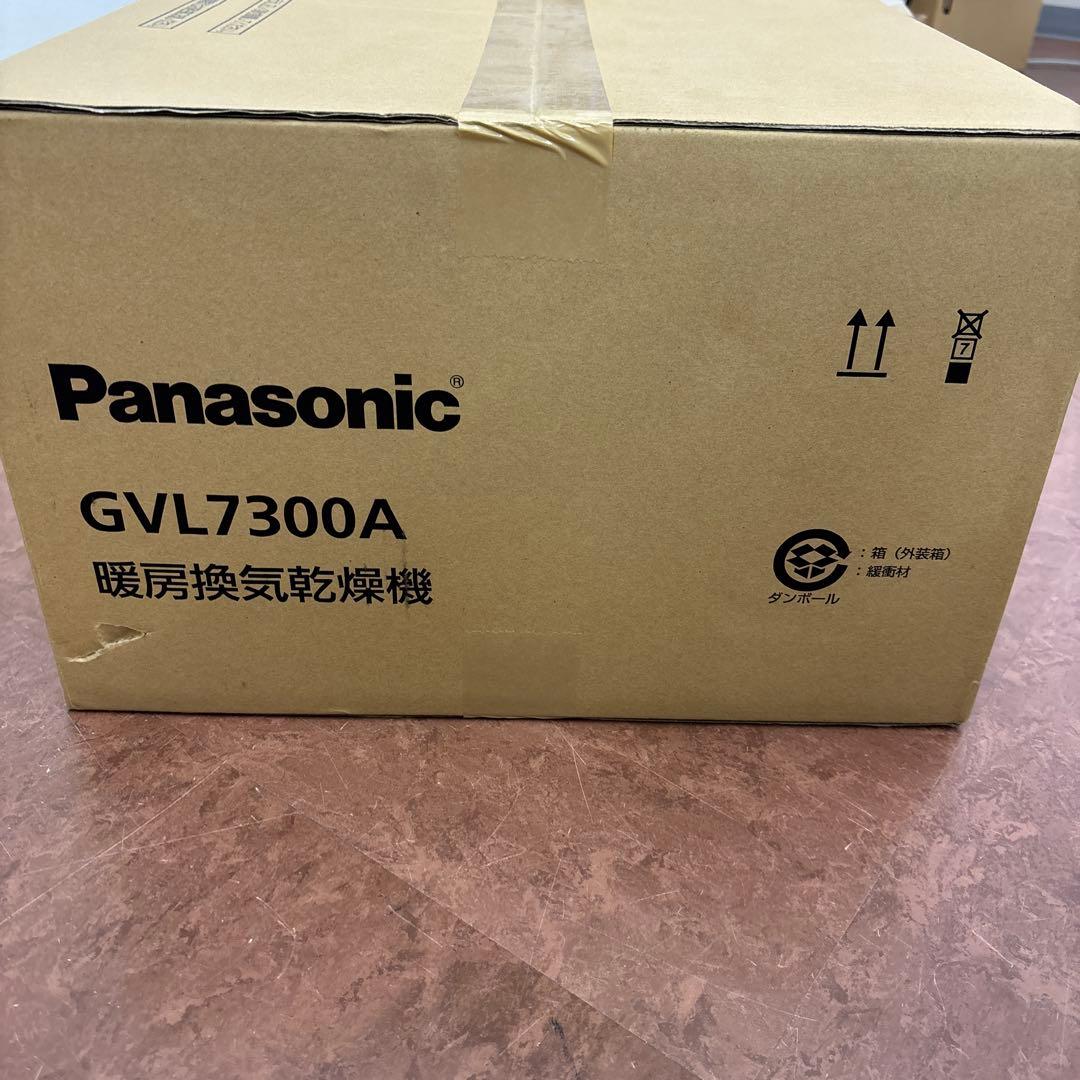 Panasonic®
GVL7300A
暖房換気乾燥機
7
：箱（外装箱）
：緩衝材
ダンボール